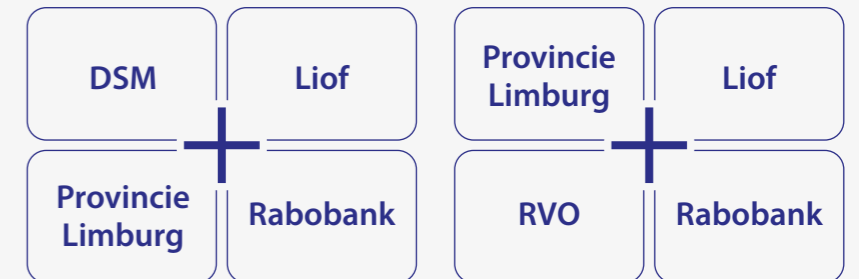 DSM
Liof
Provincie
Limburg
Rabobank
Provincie
Limburg
Liof
RVO
Rabobank